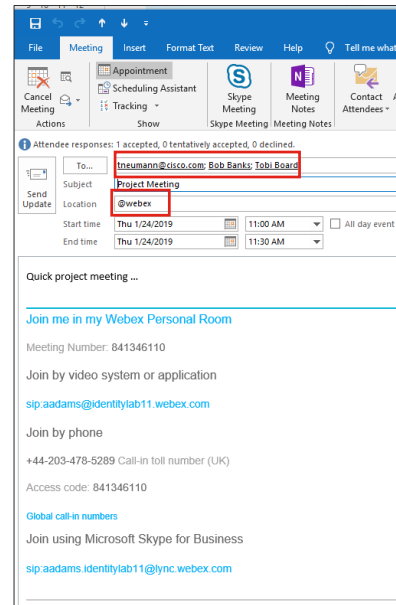 File Meeting Insert Format Text Review Help Tell me what
Cancel Meeting
Appointment
Scheduling Assistant
Tracking
Skype Meeting
Meeting Notes
Contact Attendees
Actions Show Skype Meeting Meeting Notes
Attendee responses: 1 accepted, 0 tentatively accepted, 0 declined.
Send Update
To... tneumann@cisco.com; Bob Banks; Tobi Board
Subject Project Meeting
Location @webex
Start time Thu 1/24/2019 11:00 AM All day event
End time Thu 1/24/2019 11:30 AM
Quick project meeting ...
Join me in my Webex Personal Room
Meeting Number: 841346110
Join by video system or application
sip:aadams@identitylab11.webex.com
Join by phone
+44-203-478-5289 Call-in toll number (UK)
Access code: 841346110
Global call-in numbers
Join using Microsoft Skype for Business
sip:aadams.identitylab11@lync.webex.com